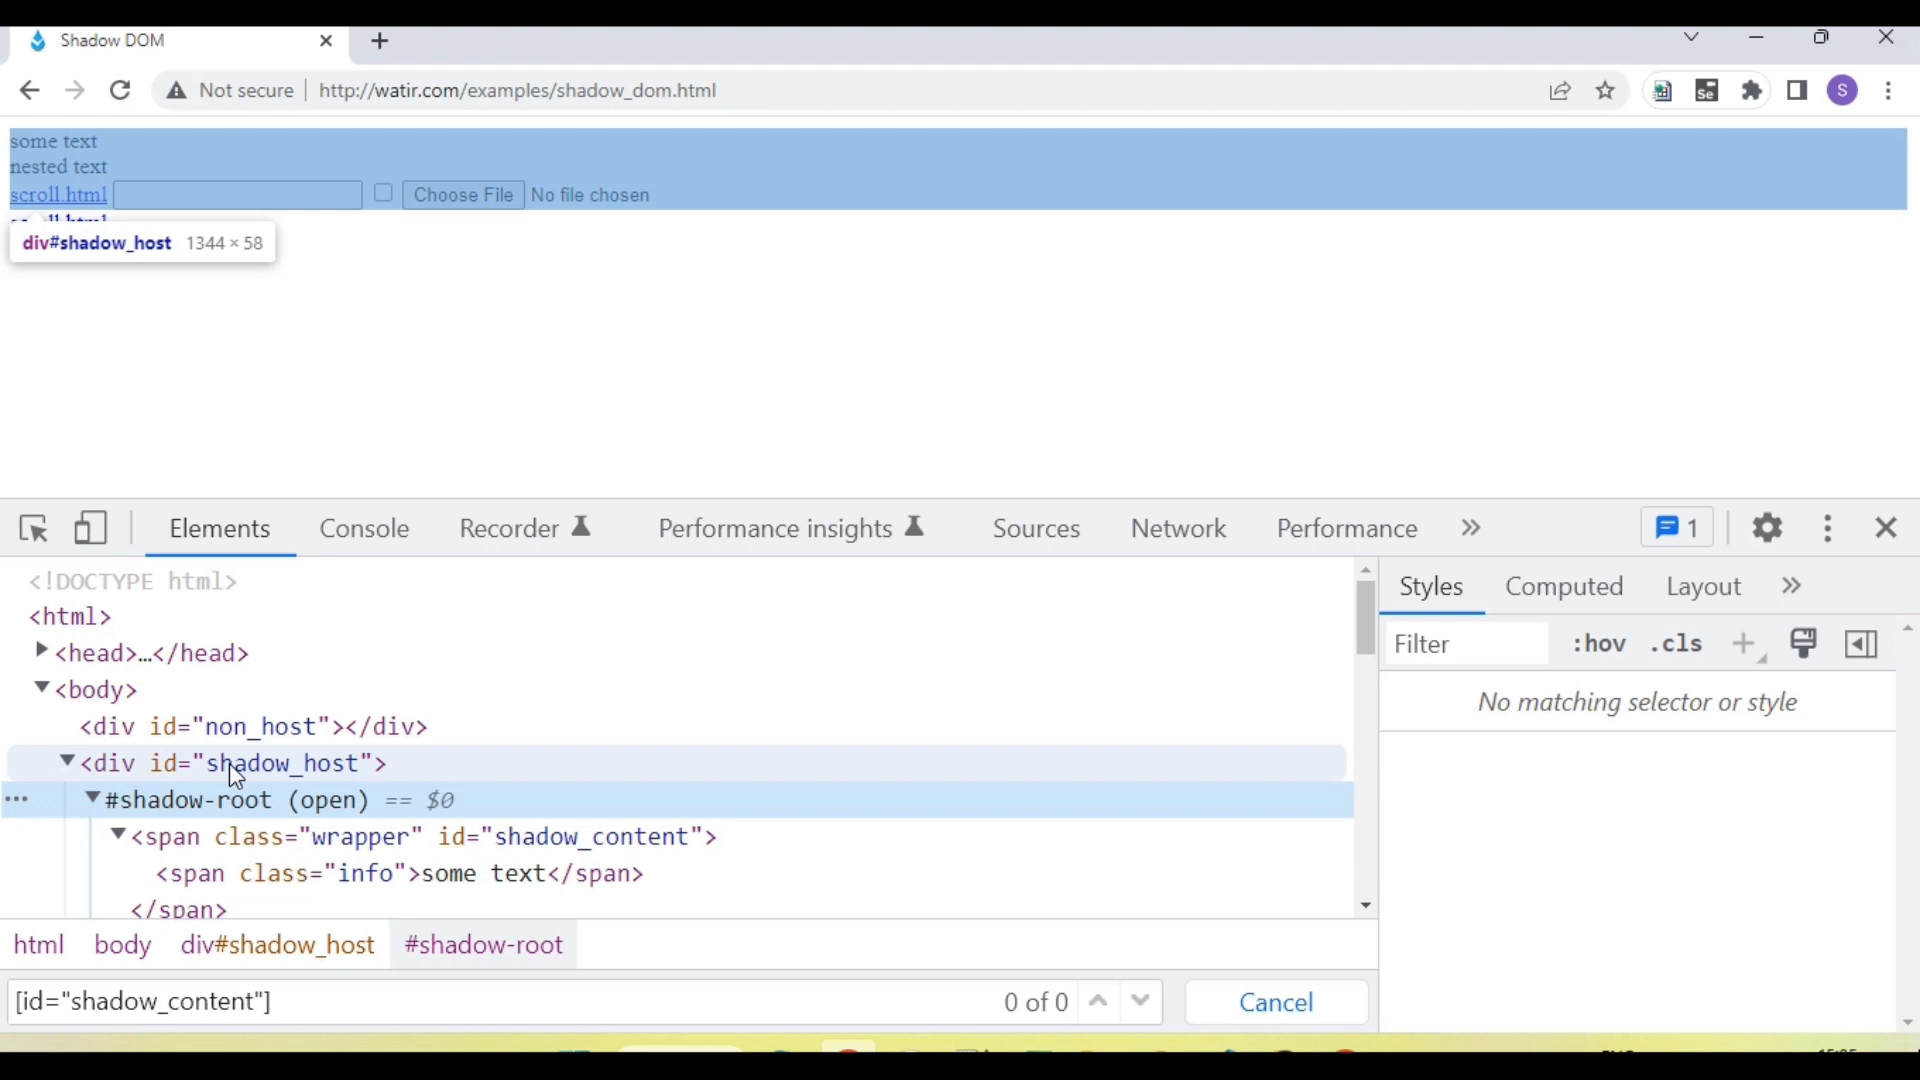 Shadow DOM
Not secure | http://watir.com/examples/shadow_dom.html
Se
S
some text
nested text
scroll.html Choose File No file chosen
scroll.html
div#shadow_host 1344 × 58
Elements Console Recorder Performance insights Sources Network Performance » 1
<!DOCTYPE html>
<html>
<head>…</head>
<body>
<div id="non_host"></div>
<div id="shadow_host">
#shadow-root (open) == $0
<span class="wrapper" id="shadow_content">
<span class="info">some text</span>
</span>
html body div#shadow_host #shadow-root
[id="shadow_content"] 0 of 0 Cancel
Styles Computed Layout »
Filter :hov .cls
No matching selector or style